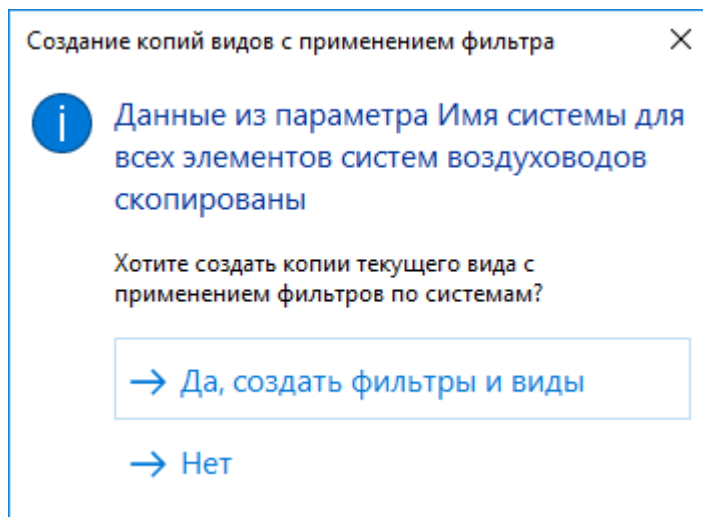 Создание копий видов с применением фильтра
Данные из параметра Имя системы для
всех элементов систем воздуховодов
скопированы
Хотите создать копии текущего вида с
применением фильтров по системам?
Да, создать фильтры и виды
Нет